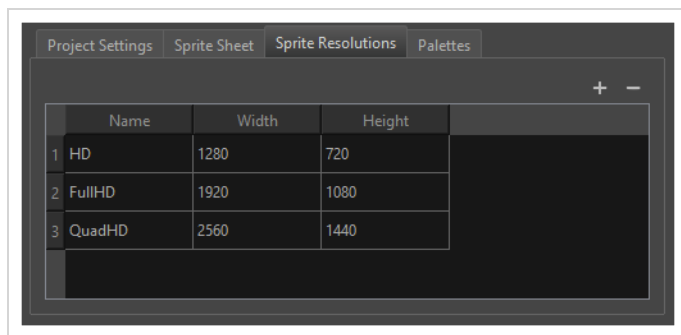 Project Settings Sprite Sheet Sprite Resolutions Palettes
+ −
Name Width Height
1 HD 1280 720
2 FullHD 1920 1080
3 QuadHD 2560 1440